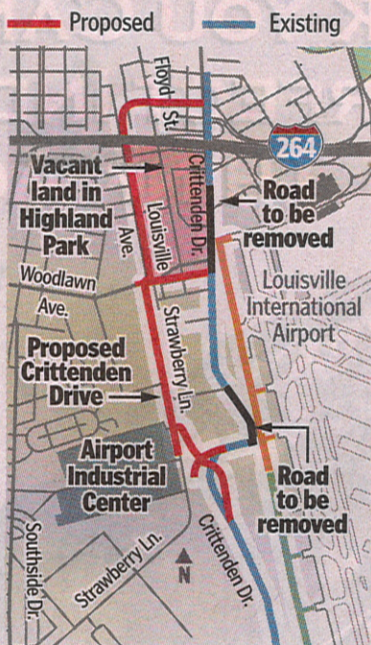 Proposed
Existing
Floyd St.
264
Vacant
land in
Highland
Park
Crittenden Dr.
Road
to be
removed
Louisville Ave.
Woodlawn
Ave.
Louisville
International
Airport
Strawberry Ln.
Proposed
Crittenden
Drive
Airport
Industrial
Center
Road
to be
removed
Crittenden Dr.
Southside Dr.
Strawberry Ln.
N